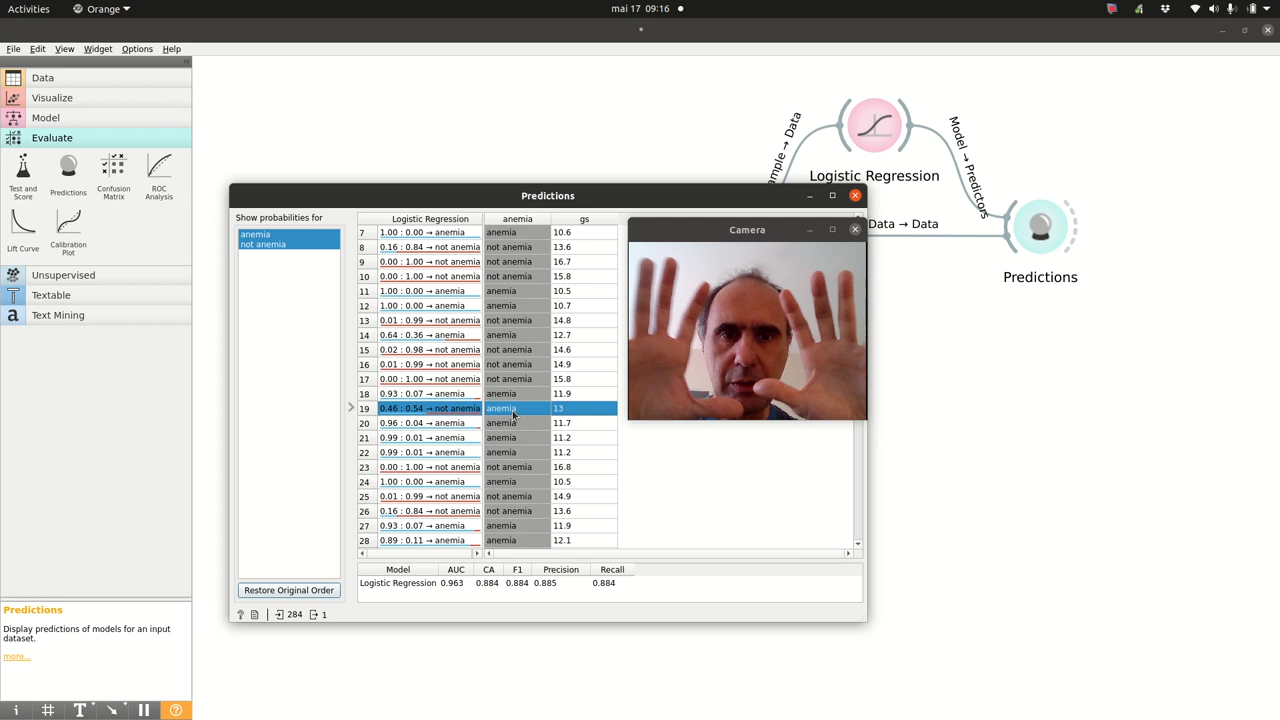 Activities Orange mai 17 09:16
File Edit View Widget Options Help
Data
Visualize
Model
Evaluate
Test and Score
Predictions
Confusion Matrix
ROC Analysis
Lift Curve
Calibration Plot
Unsupervised
Textable
a Text Mining
Predictions
Display predictions of models for an input
dataset.
more...
i T ?
Data
Logistic Regression
Model → Predictors
Data → Data
Predictions
Predictions
Show probabilities for
anemia
not anemia
Restore Original Order
? 284 1
Logistic Regression anemia gs
7 1.00 : 0.00 → anemia anemia 10.6
8 0.16 : 0.84 → not anemia not anemia 13.6
9 0.00 : 1.00 → not anemia not anemia 16.7
10 0.00 : 1.00 → not anemia not anemia 15.8
11 1.00 : 0.00 → anemia anemia 10.5
12 1.00 : 0.00 → anemia anemia 10.7
13 0.01 : 0.99 → not anemia not anemia 14.8
14 0.64 : 0.36 → anemia anemia 12.7
15 0.02 : 0.98 → not anemia not anemia 14.6
16 0.01 : 0.99 → not anemia not anemia 14.9
17 0.00 : 1.00 → not anemia not anemia 15.8
18 0.93 : 0.07 → anemia anemia 11.9
19 0.46 : 0.54 → not anemia anemia 13
20 0.96 : 0.04 → anemia anemia 11.7
21 0.99 : 0.01 → anemia anemia 11.2
22 0.99 : 0.01 → anemia anemia 11.2
23 0.00 : 1.00 → not anemia not anemia 16.8
24 1.00 : 0.00 → anemia anemia 10.5
25 0.01 : 0.99 → not anemia not anemia 14.9
26 0.16 : 0.84 → not anemia not anemia 13.6
27 0.93 : 0.07 → anemia anemia 11.9
28 0.89 : 0.11 → anemia anemia 12.1
Model AUC CA F1 Precision Recall
Logistic Regression 0.963 0.884 0.884 0.885 0.884
Camera